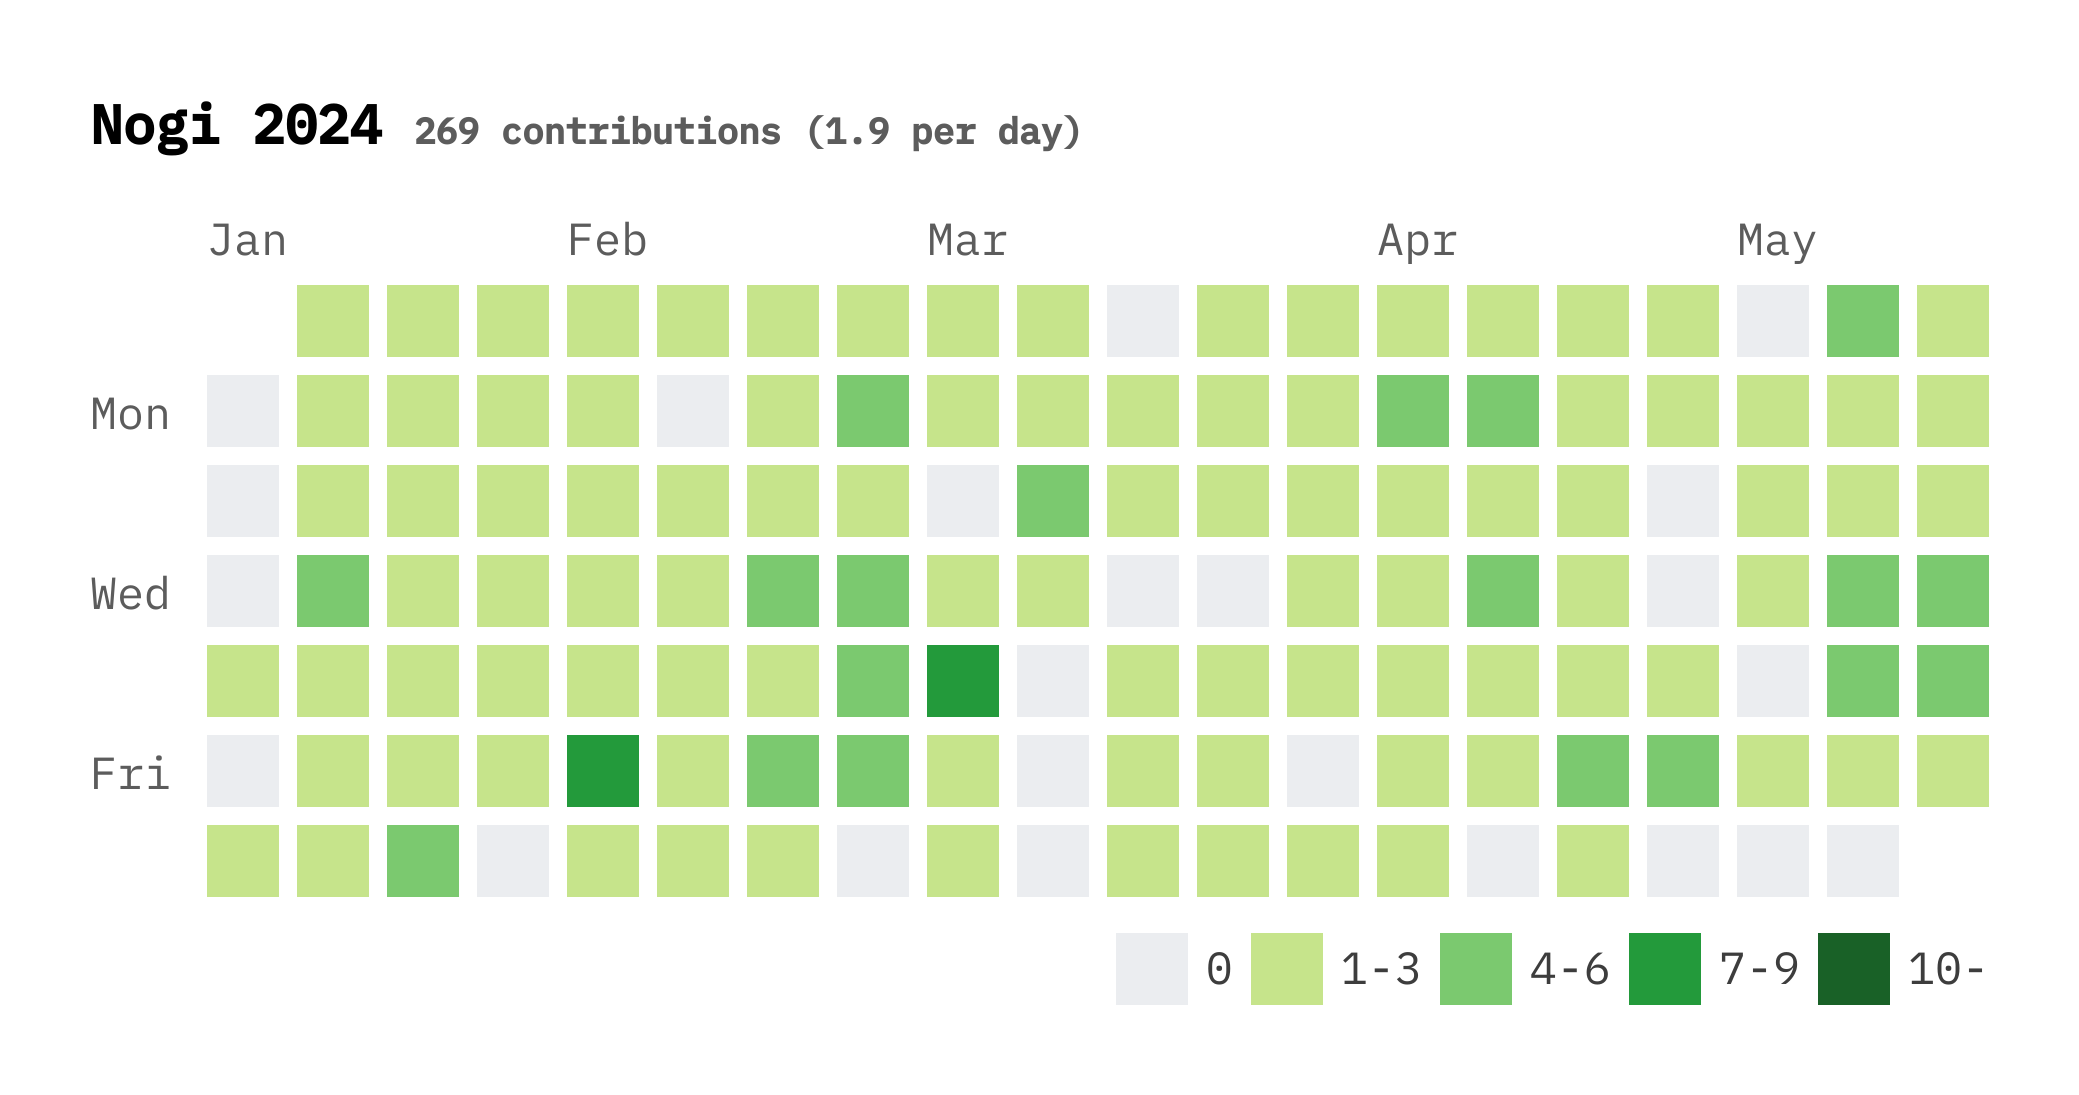 Nogi 2024 269 contributions (1.9 per day)
Jan Feb Mar Apr May
Mon
Wed
Fri
0 1-3 4-6 7-9 10-